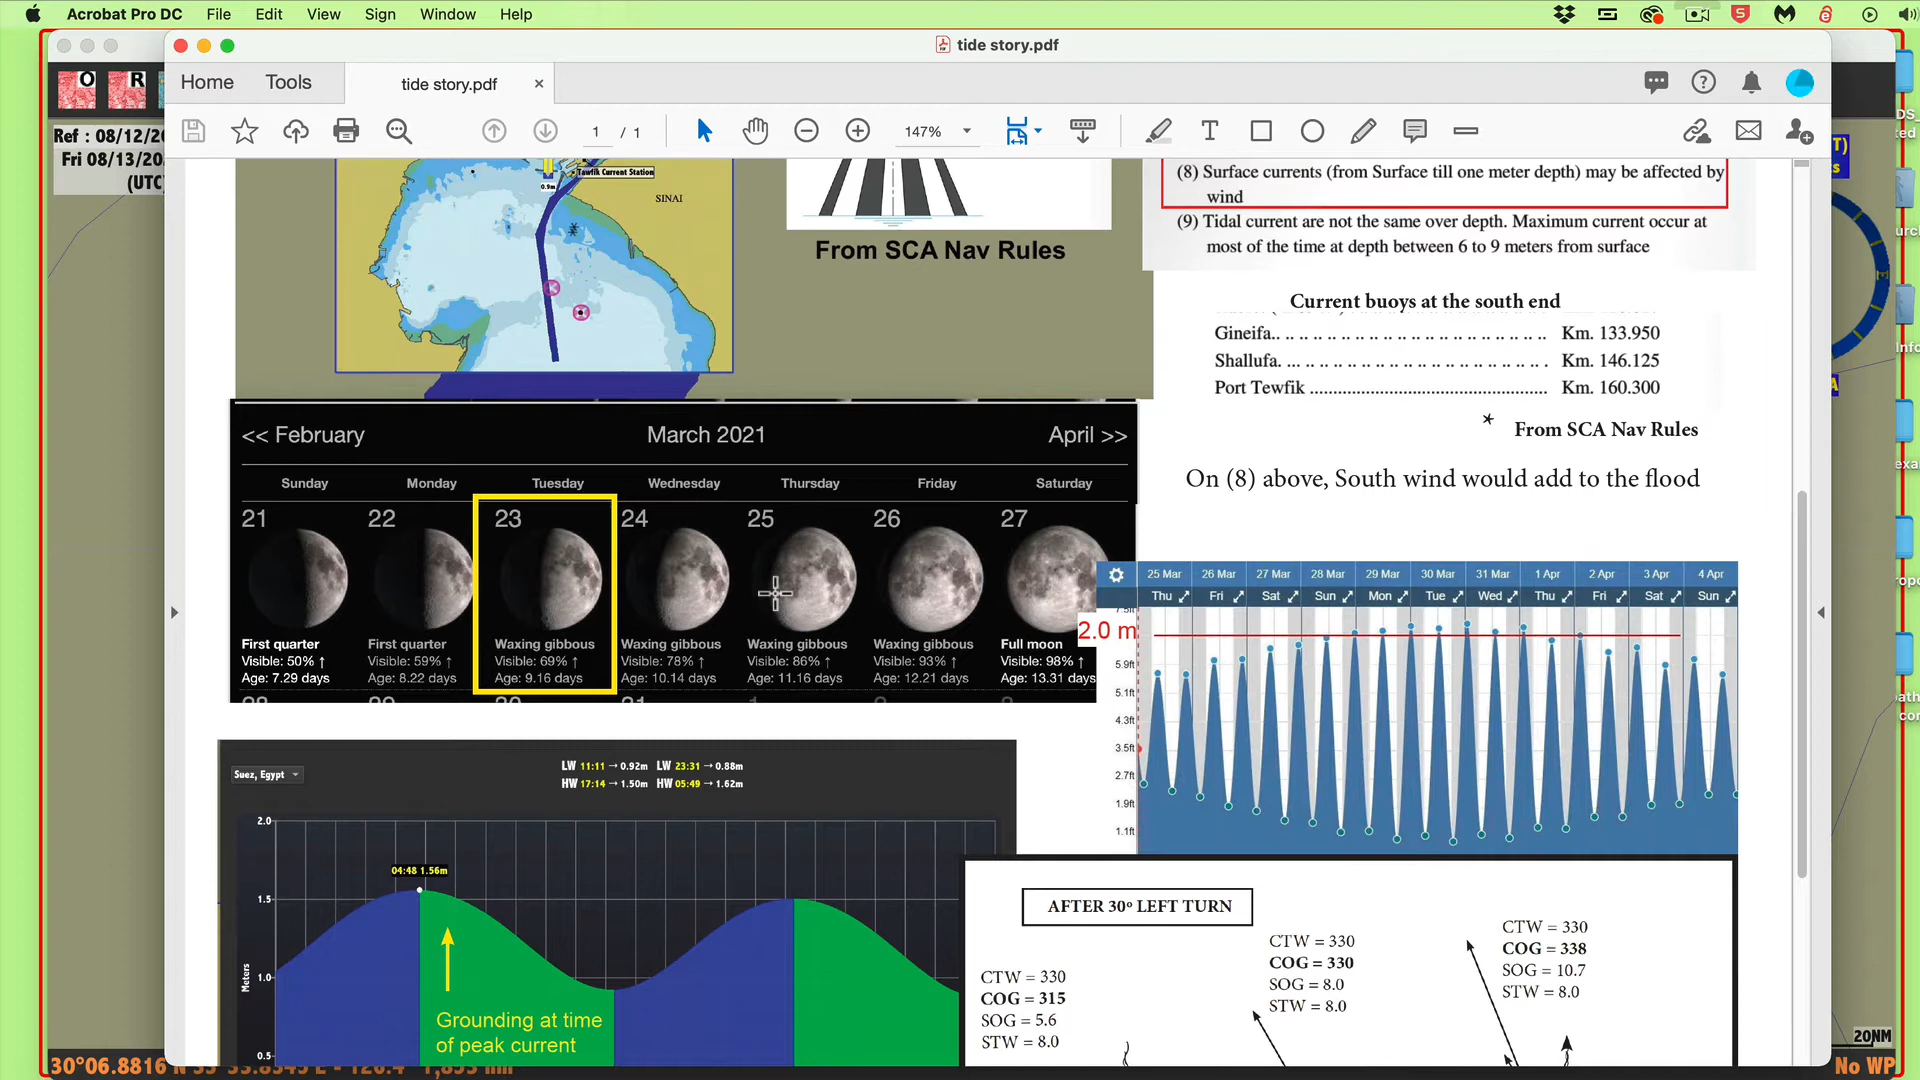 Acrobat Pro DC File Edit View Sign Window Help
tide story.pdf
Home Tools tide story.pdf
1 / 1 147%
O R
Ref : 08/12/20
Fri 08/13/20
(UTC)
Tawfik Current Station
0.9m
SINAI
From SCA Nav Rules
(8) Surface currents (from Surface till one meter depth) may be affected by
wind
(9) Tidal current are not the same over depth. Maximum current occur at
most of the time at depth between 6 to 9 meters from surface
Current buoys at the south end
Gineifa.. Km. 133.950
Shallufa. Km. 146.125
Port Tewfik Km. 160.300
* From SCA Nav Rules
On (8) above, South wind would add to the flood
<< February March 2021 April >>
Sunday Monday Tuesday Wednesday Thursday Friday Saturday
21 22 23 24 25 26 27
First quarter First quarter Waxing gibbous Waxing gibbous Waxing gibbous Waxing gibbous Full moon
Visible: 50% ↑ Visible: 59% ↑ Visible: 69% ↑ Visible: 78% ↑ Visible: 86% ↑ Visible: 93% ↑ Visible: 98% ↑
Age: 7.29 days Age: 8.22 days Age: 9.16 days Age: 10.14 days Age: 11.16 days Age: 12.21 days Age: 13.31 days
25 Mar 26 Mar 27 Mar 28 Mar 29 Mar 30 Mar 31 Mar 1 Apr 2 Apr 3 Apr 4 Apr
Thu Fri Sat Sun Mon Tue Wed Thu Fri Sat Sun
7.5ft
2.0 m
5.9ft
5.1ft
4.3ft
3.5ft
2.7ft
1.9ft
1.1ft
Suez, Egypt
LW 11:11 → 0.92m LW 23:31 → 0.88m
HW 17:14 → 1.50m HW 05:49 → 1.62m
2.0
04:48 1.56m
1.5
Meters
1.0
0.5
Grounding at time
of peak current
AFTER 30º LEFT TURN
CTW = 330
COG = 315
SOG = 5.6
STW = 8.0
CTW = 330
COG = 330
SOG = 8.0
STW = 8.0
CTW = 330
COG = 338
SOG = 10.7
STW = 8.0
20NM
30°06.8816
No WP